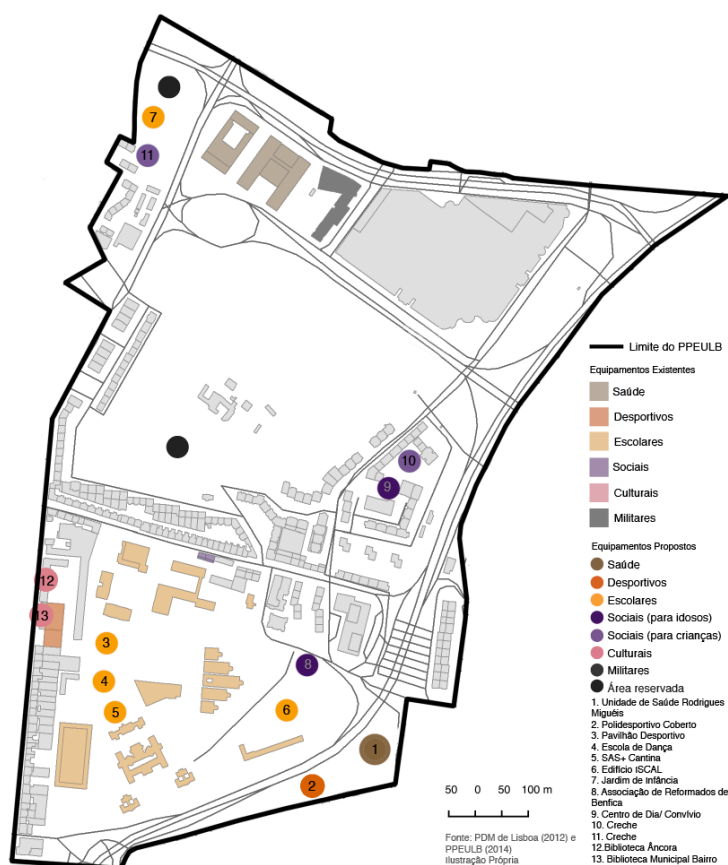 7
11
10
9
12
13
3
4
5
8
6
1
2
Limite do PPEULB
Equipamentos Existentes
Saúde
Desportivos
Escolares
Sociais
Culturais
Militares
Equipamentos Propostos
Saúde
Desportivos
Escolares
Sociais (para idosos)
Sociais (para crianças)
Culturais
Militares
Área reservada
1. Unidade de Saúde Rodrigues
Miguéis
2. Polidesportivo Coberto
3. Pavilhão Desportivo
4. Escola de Dança
5. SAS+ Cantina
6. Edifício ISCAL
7. Jardim de infância
8. Associação de Reformados de
Benfica
9. Centro de Dia/ Convívio
10. Creche
11. Creche
12.Biblioteca Âncora
13. Biblioteca Municipal Bairro
50 0 50 100 m
Fonte: PDM de Lisboa (2012) e
PPEULB (2014)
Ilustração Própria